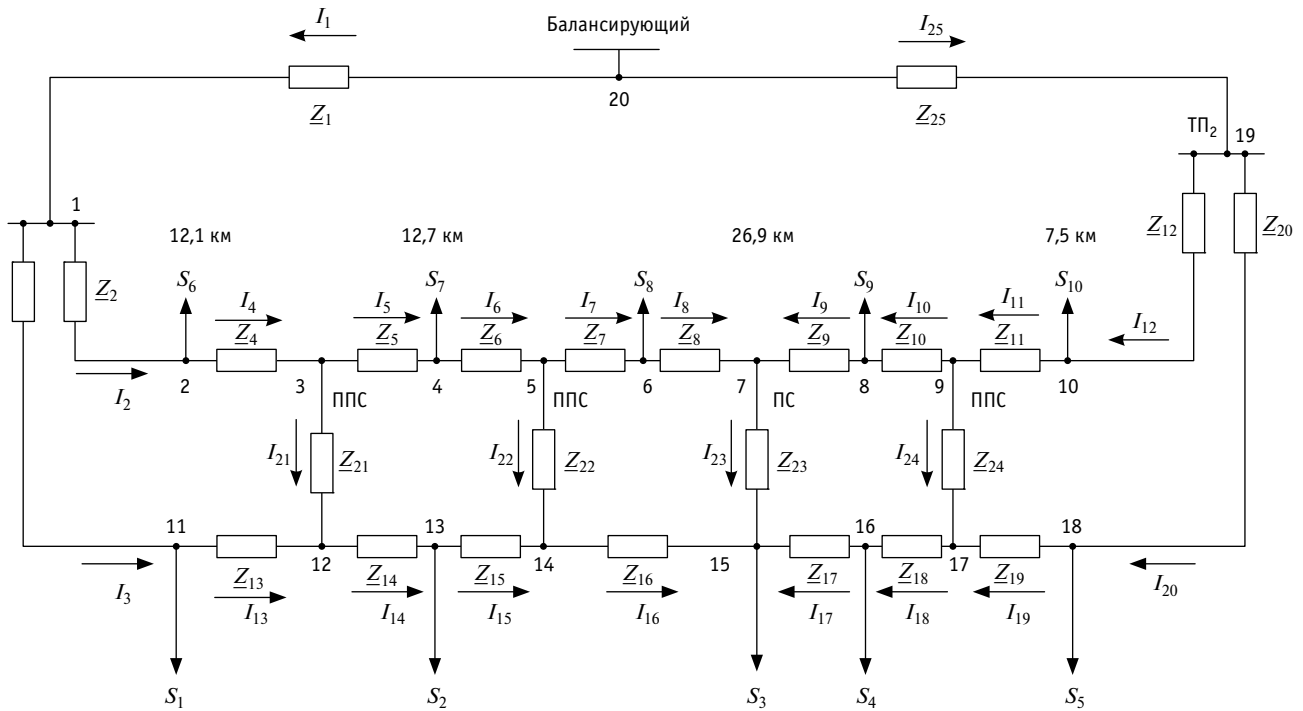 I1 Балансирующий I25
20
Z1 Z25
ТП2 19
1
12,1 км 12,7 км 26,9 км 7,5 км
Z12 Z20
Z2 S6 S7 S8 S9 S10
I4 I5 I6 I7 I8 I9 I10 I11 I12
Z4 Z5 Z6 Z7 Z8 Z9 Z10 Z11
I2 2 3 4 5 6 7 8 9 10
ППС ППС ПС ППС
I21 Z21 I22 Z22 I23 Z23 I24 Z24
11 13 16 18
12 14 15 17
I3 Z13 Z14 Z15 Z16 Z17 Z18 Z19 I20
I13 I14 I15 I16 I17 I18 I19
S1 S2 S3 S4 S5